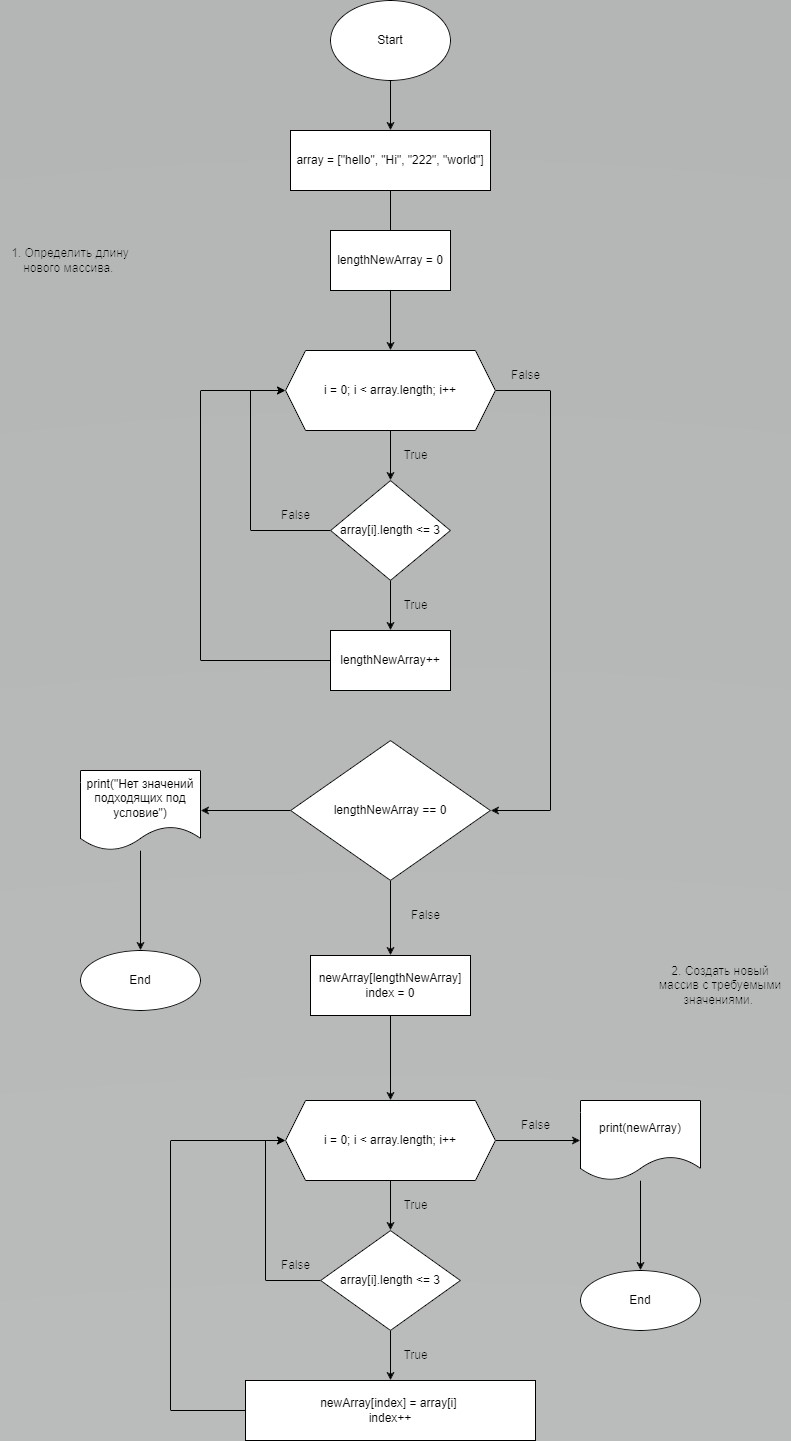 Start
array = ["hello", "Hi", "222", "world"]
1. Определить длину
нового массива.
lengthNewArray = 0
i = 0; i < array.length; i++
False
True
array[i].length <= 3
False
True
lengthNewArray++
print("Нет значений
подходящих под
условие")
lengthNewArray == 0
False
End
newArray[lengthNewArray]
index = 0
2. Создать новый
массив с требуемыми
значениями.
i = 0; i < array.length; i++
False
print(newArray)
True
array[i].length <= 3
False
End
True
newArray[index] = array[i]
index++